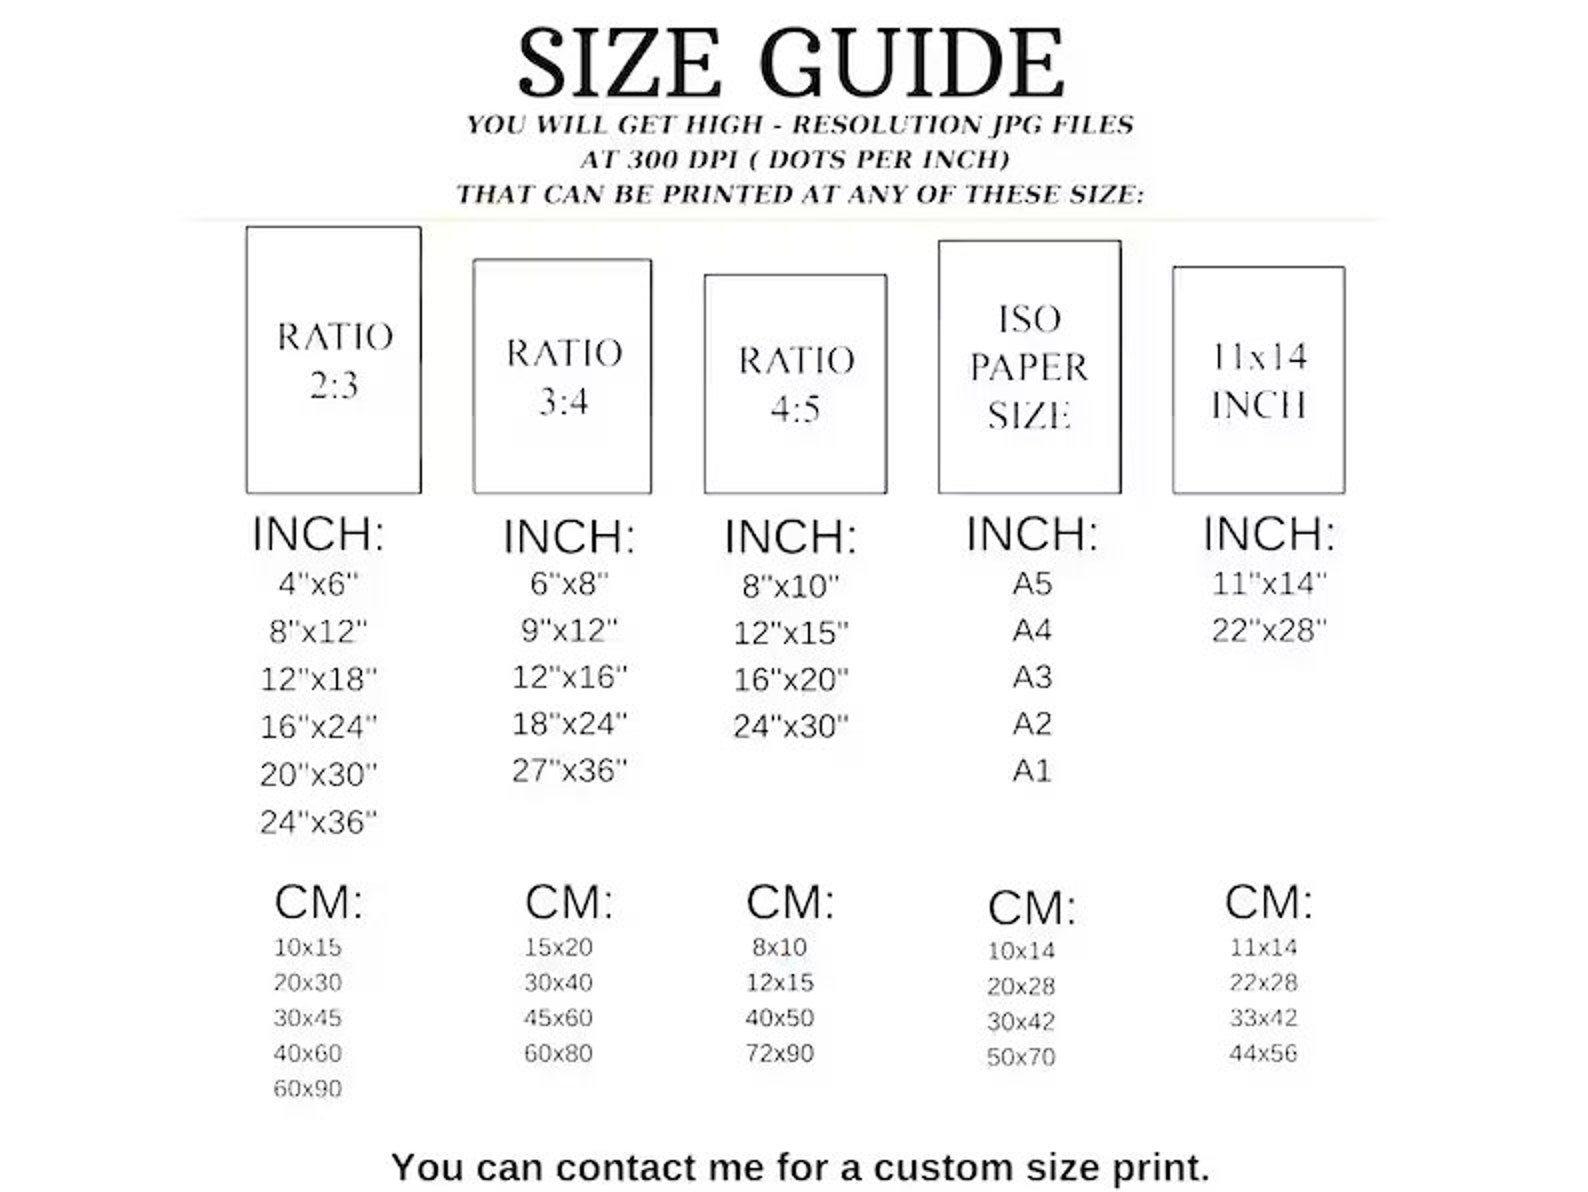 SIZE GUIDE
YOU WILL GET HIGH - RESOLUTION JPG FILES
AT 300 DPI ( DOTS PER INCH)
THAT CAN BE PRINTED AT ANY OF THESE SIZE:
RATIO
2:3
RATIO
3:4
RATIO
4:5
ISO
PAPER
SIZE
11x14
INCH
INCH:
4"x6"
8"x12"
12"x18"
16"x24"
20"x30"
24"x36"
INCH:
6"x8"
9"x12"
12"x16"
18"x24"
27"x36"
INCH:
8"x10"
12"x15"
16"x20"
24"x30"
INCH:
A5
A4
A3
A2
A1
INCH:
11"x14"
22"x28"
CM:
10x15
20x30
30x45
40x60
60x90
CM:
15x20
30x40
45x60
60x80
CM:
8x10
12x15
40x50
72x90
CM:
10x14
20x28
30x42
50x70
CM:
11x14
22x28
33x42
44x56
You can contact me for a custom size print.